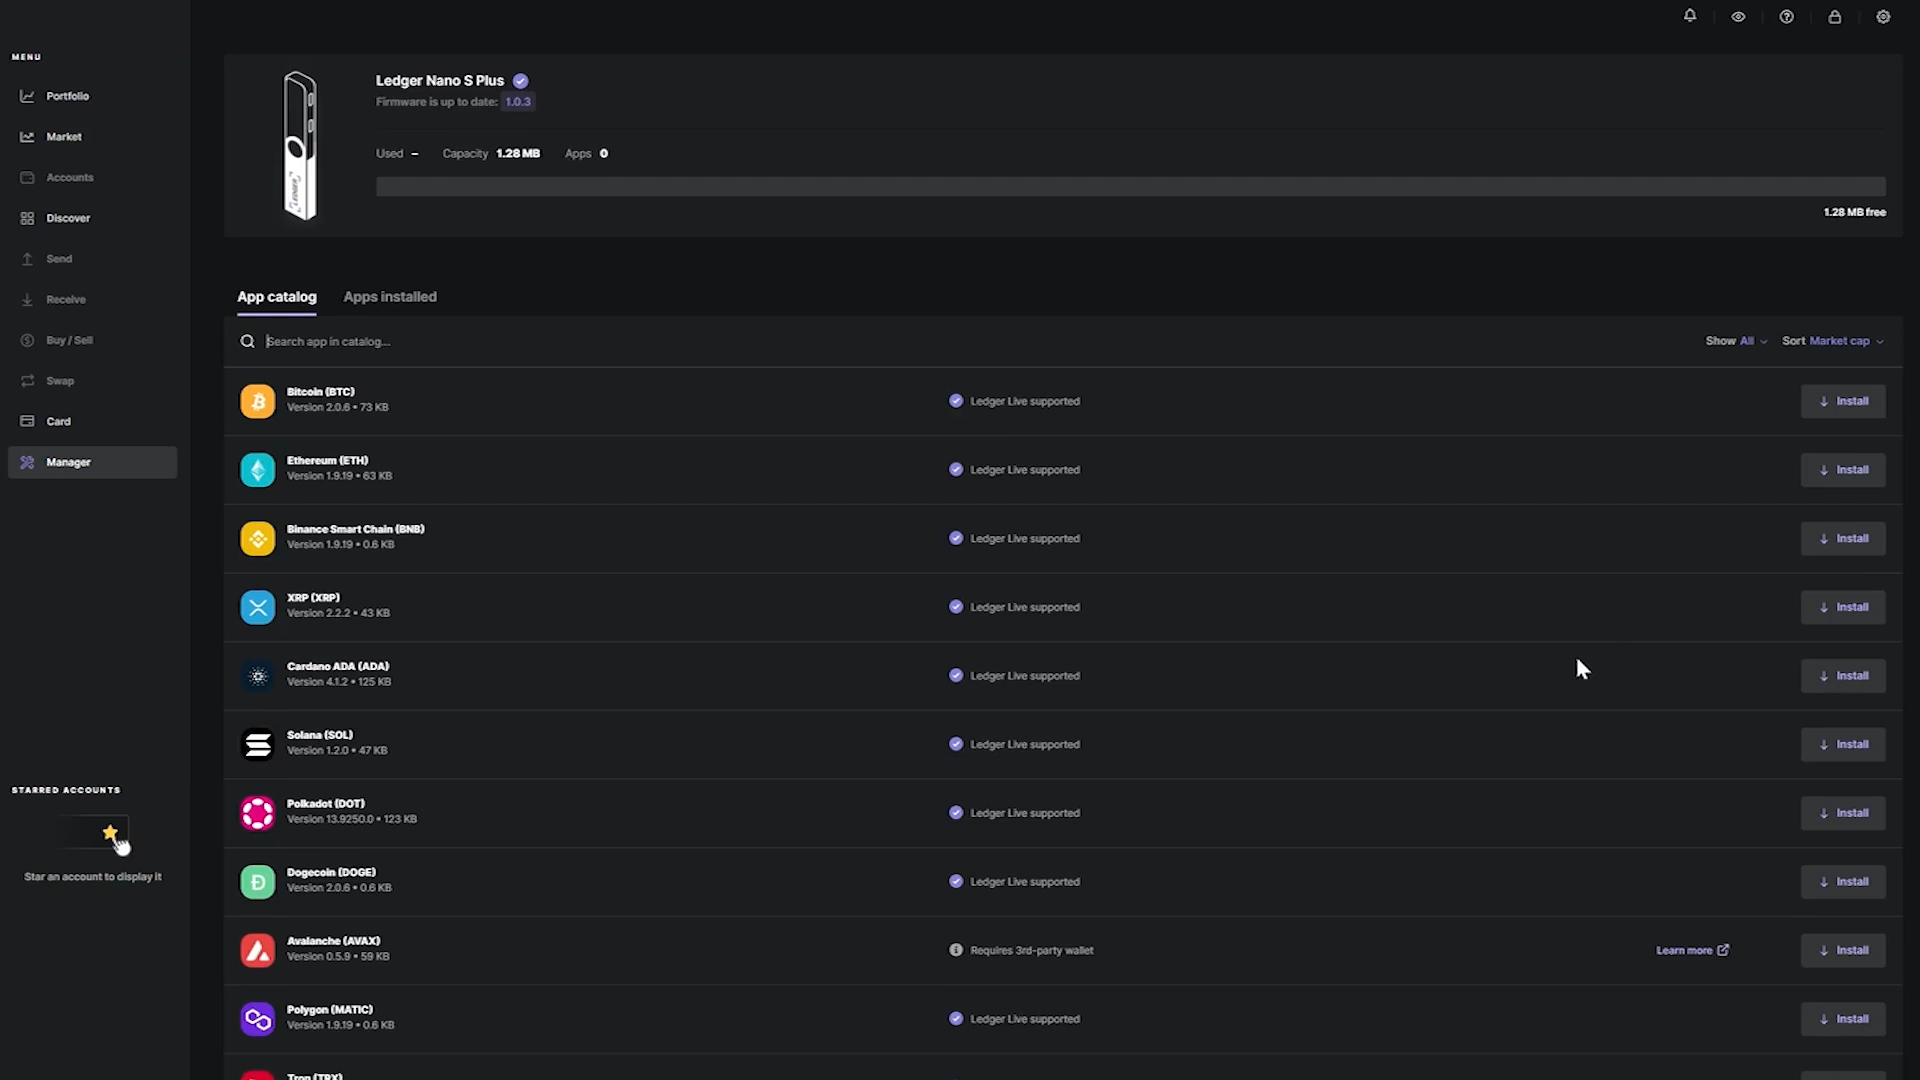 MENU
Portfolio
Market
Accounts
Discover
Send
Receive
Buy / Sell
Swap
Card
Manager
STARRED ACCOUNTS
Star an account to display it
Ledger Nano S Plus
Firmware is up to date: 1.0.3
Used – Capacity 1.28 MB Apps 0
1.28 MB free
LEDGER
App catalog Apps installed
Search app in catalog...
Show All Sort Market cap
Bitcoin (BTC)
Version 2.0.6 • 73 KB
Ledger Live supported
Install
Ethereum (ETH)
Version 1.9.19 • 63 KB
Ledger Live supported
Install
Binance Smart Chain (BNB)
Version 1.9.19 • 0.6 KB
Ledger Live supported
Install
XRP (XRP)
Version 2.2.2 • 43 KB
Ledger Live supported
Install
Cardano ADA (ADA)
Version 4.1.2 • 125 KB
Ledger Live supported
Install
Solana (SOL)
Version 1.2.0 • 47 KB
Ledger Live supported
Install
Polkadot (DOT)
Version 13.9250.0 • 123 KB
Ledger Live supported
Install
Dogecoin (DOGE)
Version 2.0.6 • 0.6 KB
Ledger Live supported
Install
Avalanche (AVAX)
Version 0.5.9 • 59 KB
Requires 3rd-party wallet
Learn more
Install
Polygon (MATIC)
Version 1.9.19 • 0.6 KB
Ledger Live supported
Install
Tron (TRX)